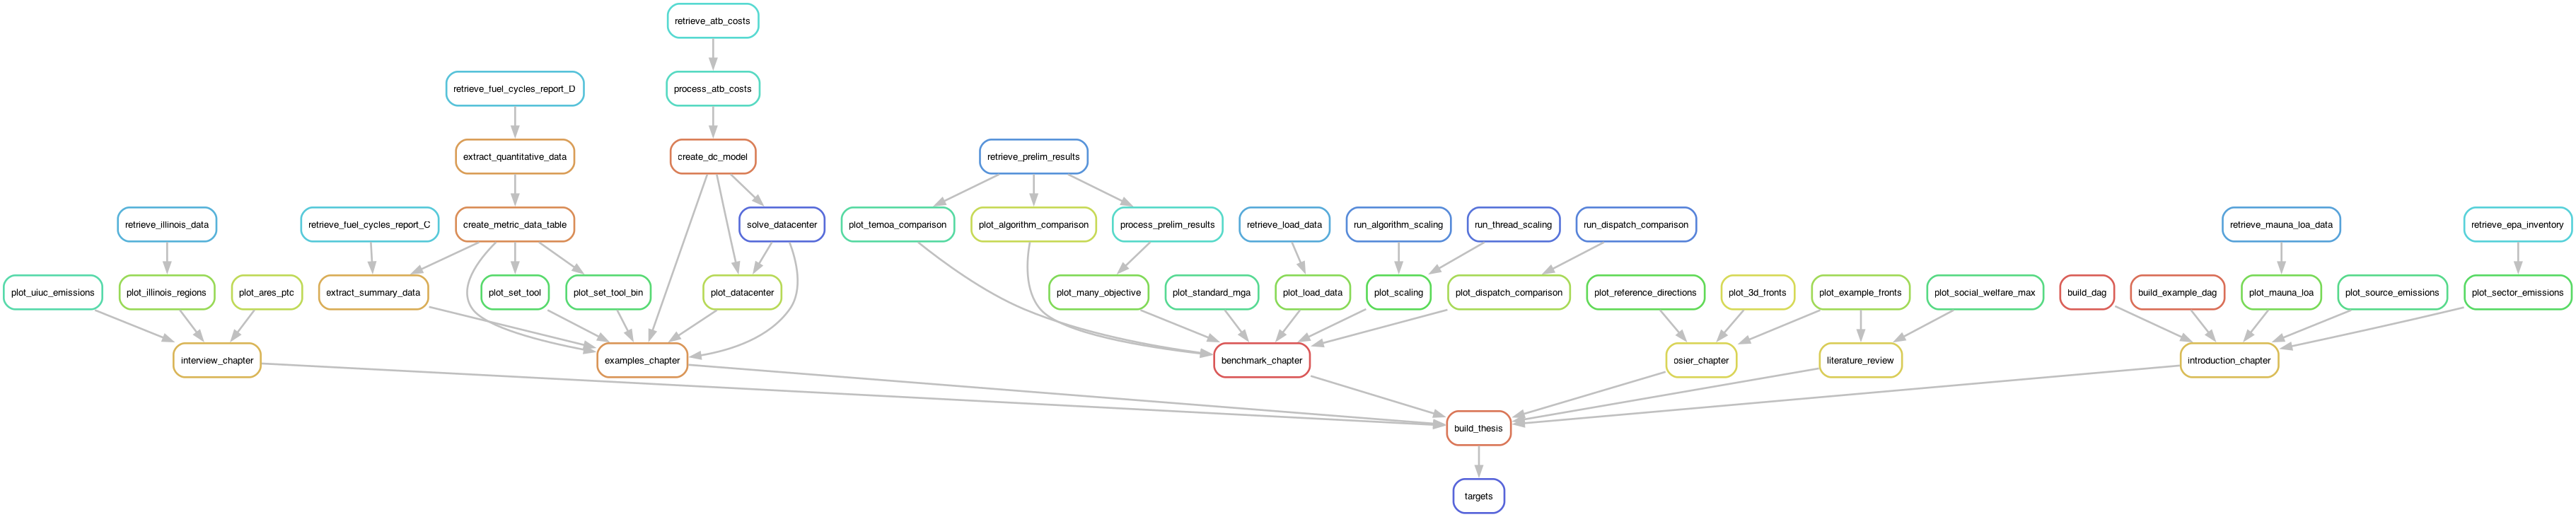 retrieve_atb_costs
retrieve_fuel_cycles_report_D
process_atb_costs
extract_quantitative_data
create_dc_model
retrieve_prelim_results
retrieve_illinois_data
retrieve_fuel_cycles_report_C
create_metric_data_table
solve_datacenter
plot_temoa_comparison
plot_algorithm_comparison
process_prelim_results
retrieve_load_data
run_algorithm_scaling
run_thread_scaling
run_dispatch_comparison
retrieve_mauna_loa_data
retrieve_epa_inventory
plot_uiuc_emissions
plot_illinois_regions
plot_ares_ptc
extract_summary_data
plot_set_tool
plot_set_tool_bin
plot_datacenter
plot_many_objective
plot_standard_mga
plot_load_data
plot_scaling
plot_dispatch_comparison
plot_reference_directions
plot_3d_fronts
plot_example_fronts
plot_social_welfare_max
build_dag
build_example_dag
plot_mauna_loa
plot_source_emissions
plot_sector_emissions
interview_chapter
examples_chapter
benchmark_chapter
osier_chapter
literature_review
introduction_chapter
build_thesis
targets